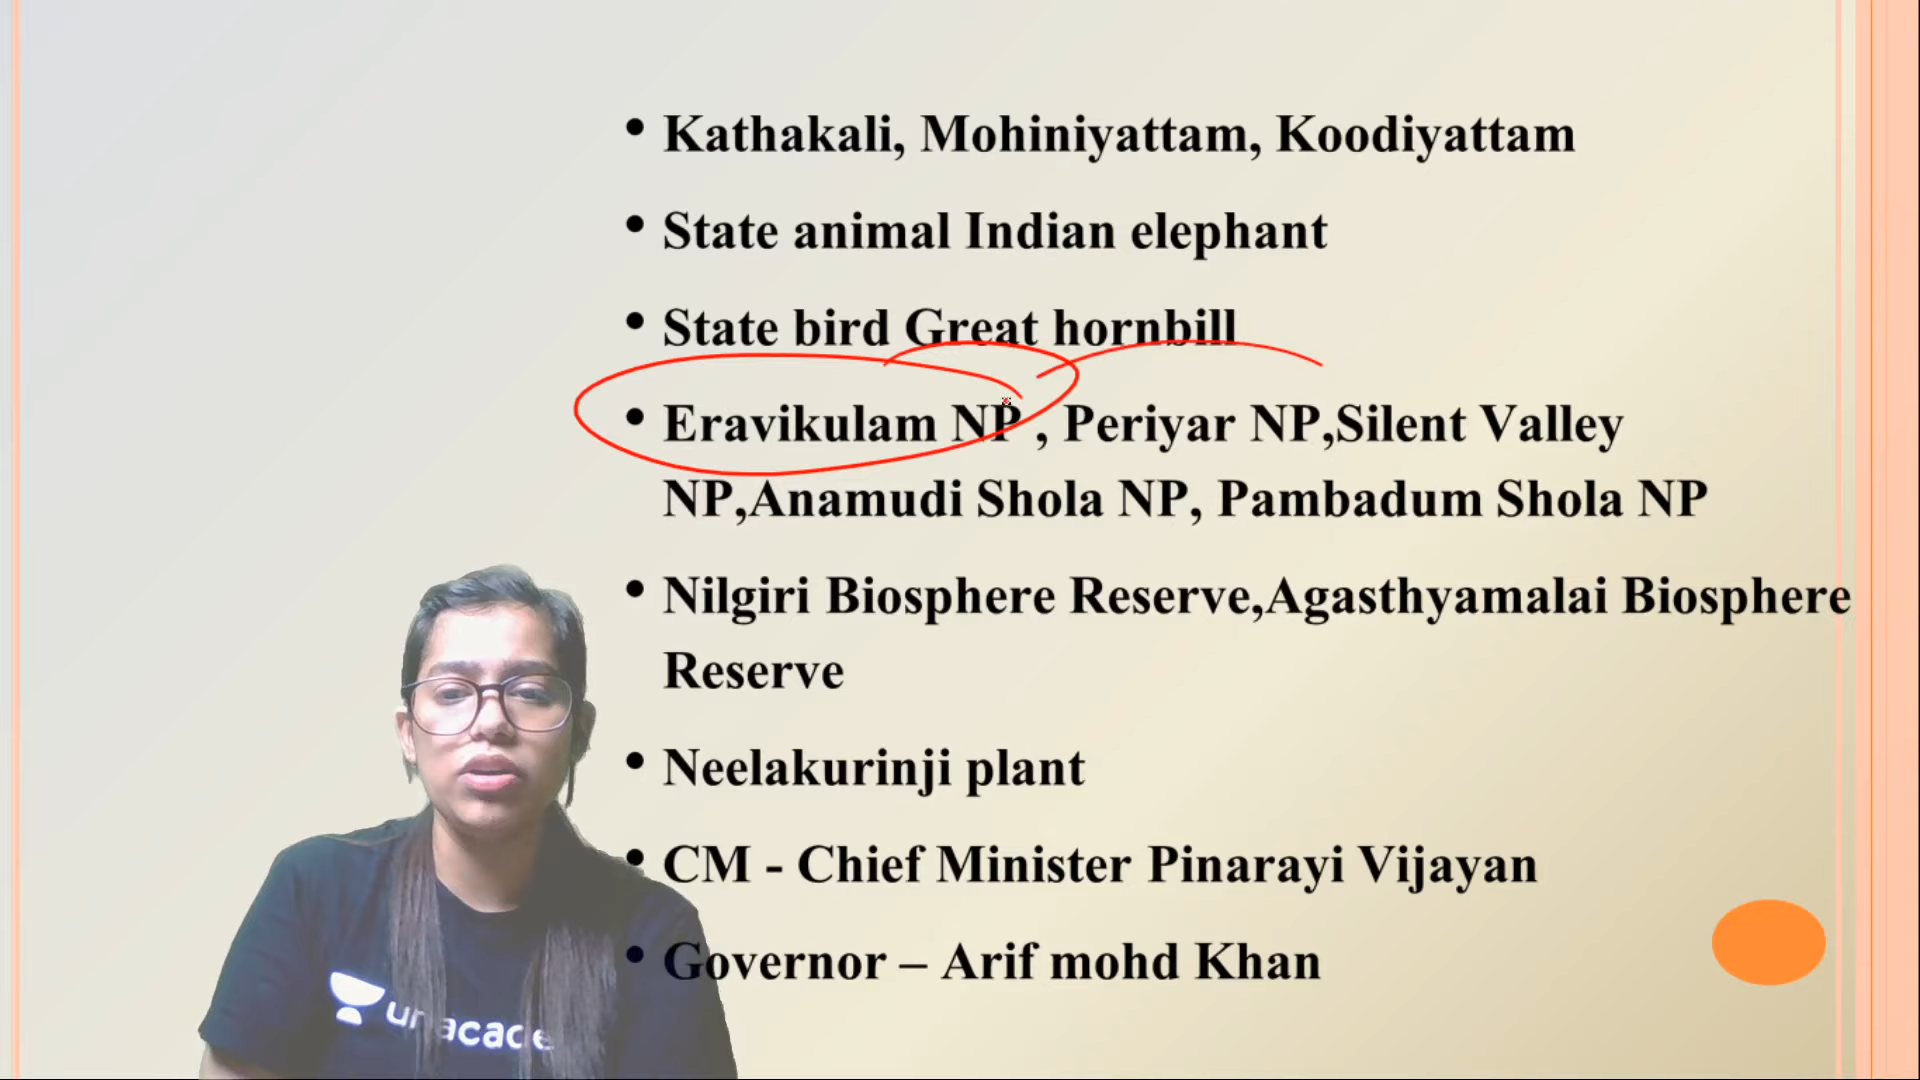 • Kathakali, Mohiniyattam, Koodiyattam
• State animal Indian elephant
• State bird Great hornbill
• Eravikulam NP , Periyar NP,Silent Valley
NP,Anamudi Shola NP, Pambadum Shola NP
• Nilgiri Biosphere Reserve,Agasthyamalai Biosphere
Reserve
• Neelakurinji plant
• CM - Chief Minister Pinarayi Vijayan
• Governor – Arif mohd Khan